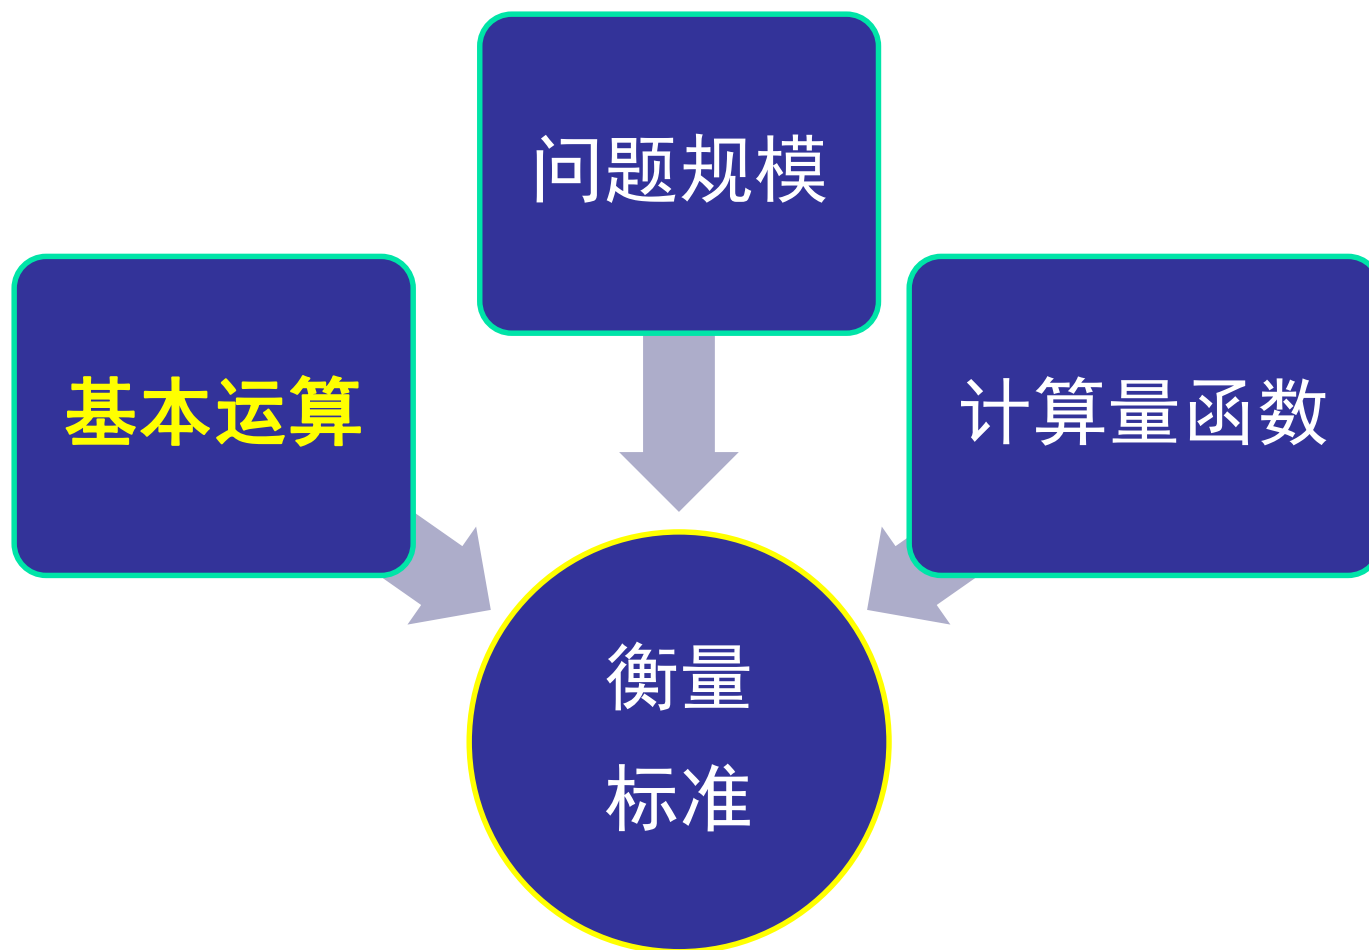 问题规模
基本运算
计算量函数
衡量
标准